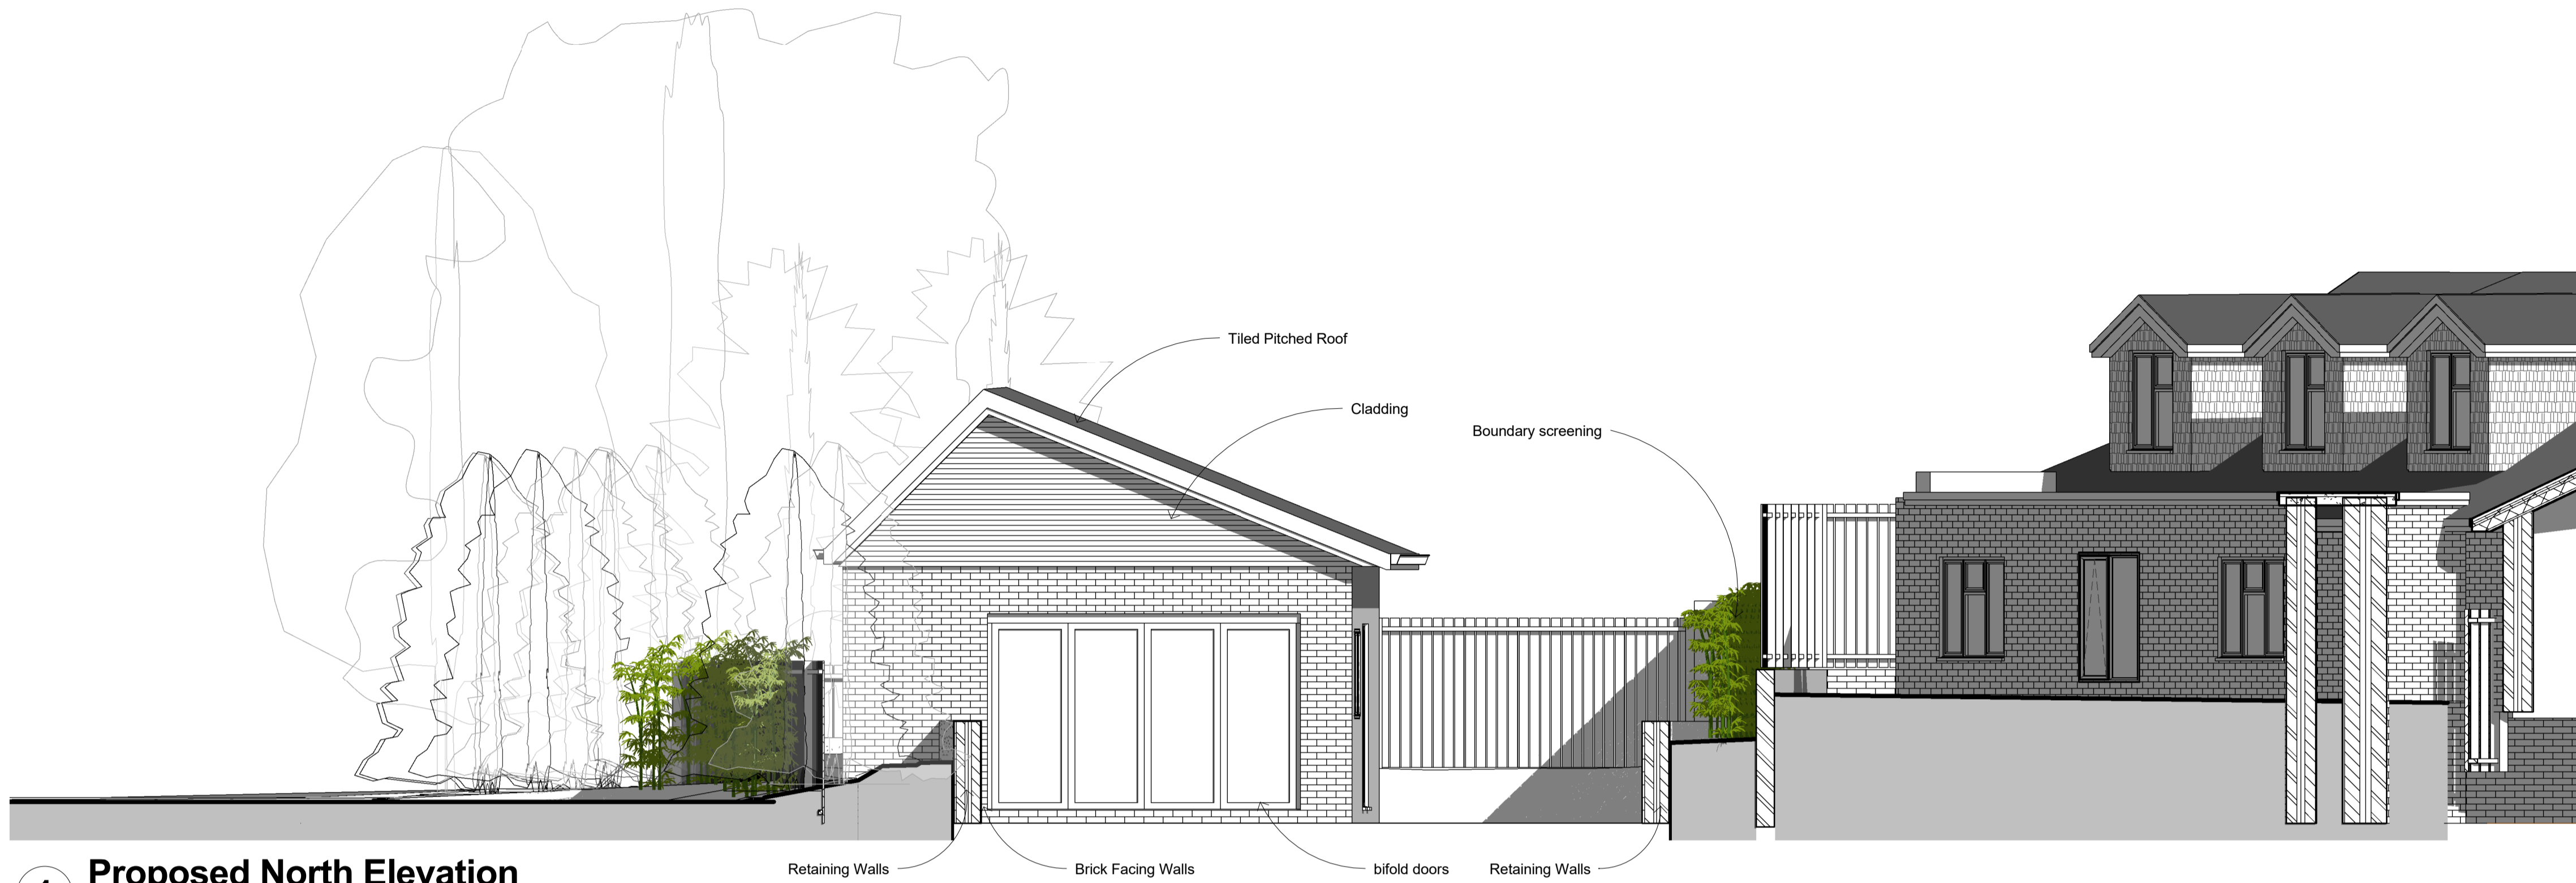 Tiled Pitched Roof
Cladding
Boundary screening
Retaining Walls
Brick Facing Walls
bifold doors
Retaining Walls
Proposed North Elevation